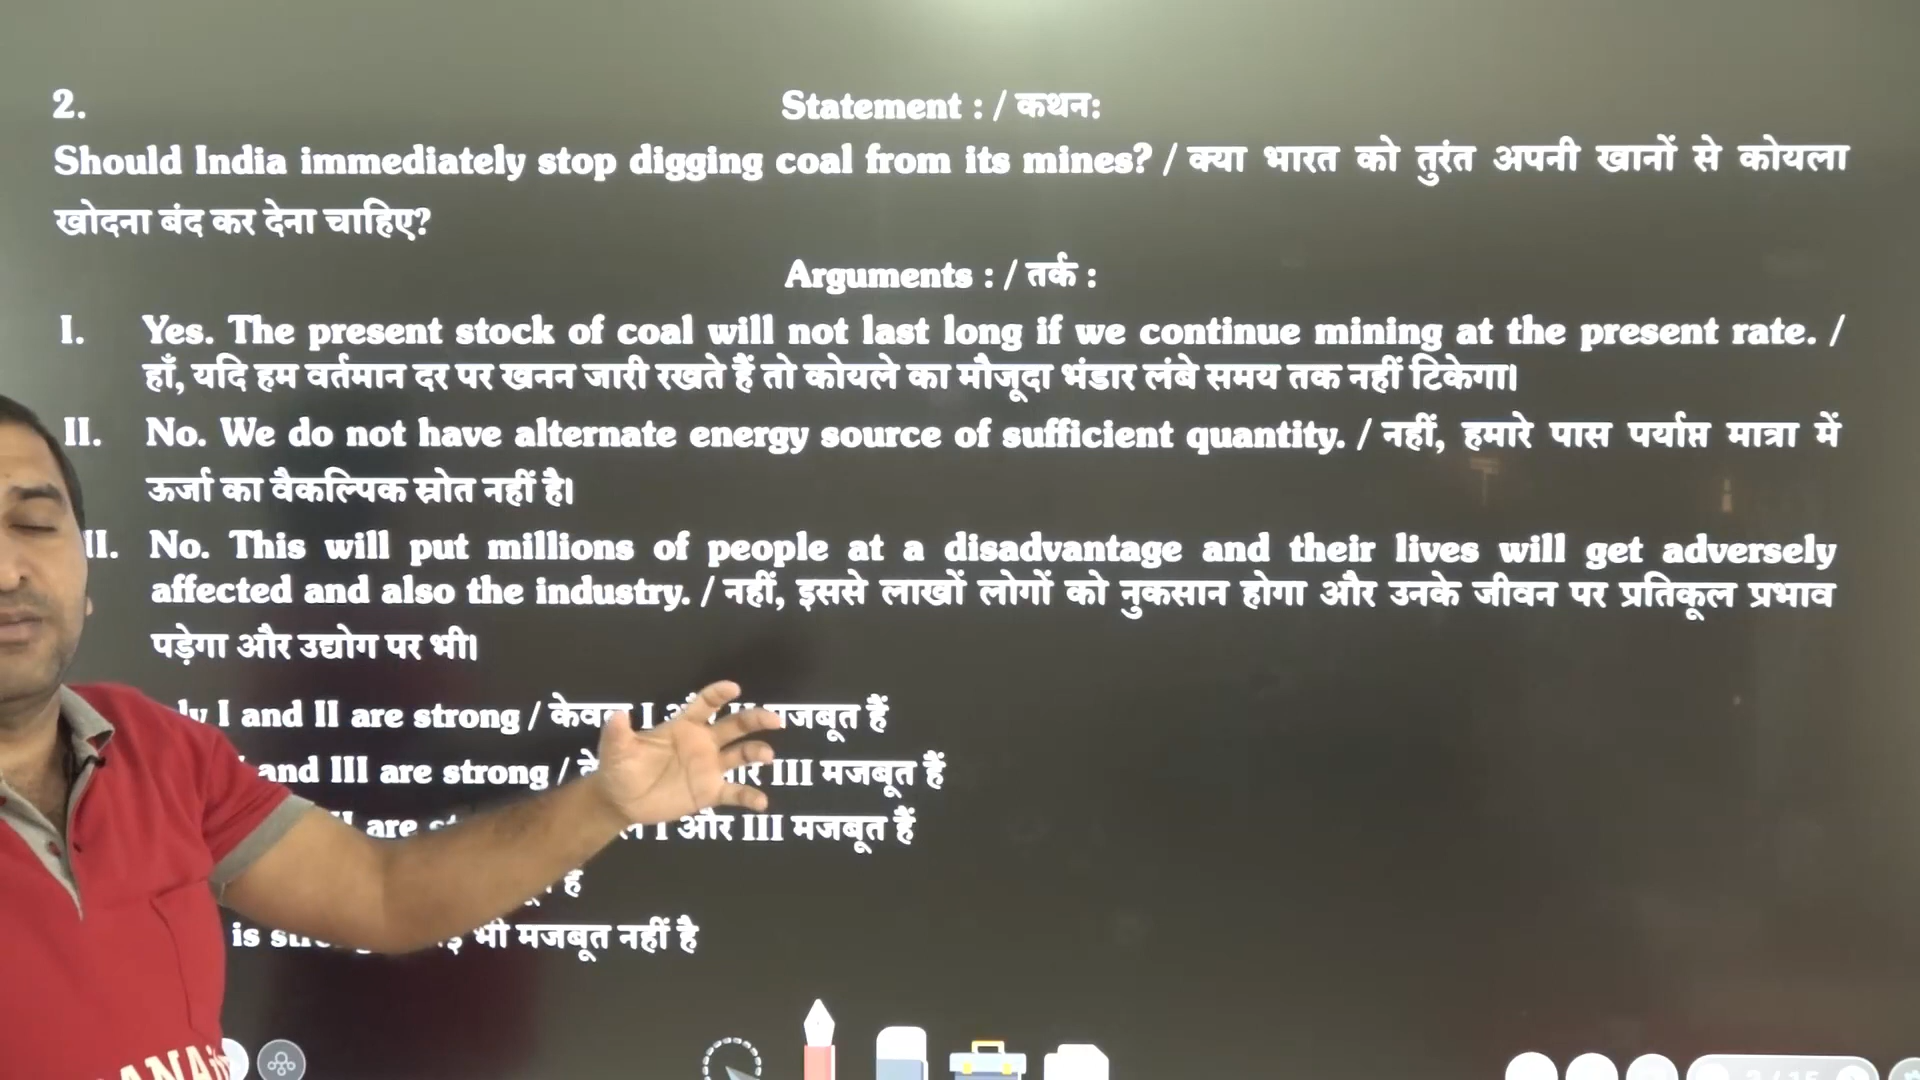 2.
Statement : / कथन:
Should India immediately stop digging coal from its mines? / क्या भारत को तुरंत अपनी खानों से कोयला
खोदना बंद कर देना चाहिए?
Arguments : / तर्क :
I. Yes. The present stock of coal will not last long if we continue mining at the present rate. /
हाँ, यदि हम वर्तमान दर पर खनन जारी रखते हैं तो कोयले का मौजूदा भंडार लंबे समय तक नहीं टिकेगा।
II. No. We do not have alternate energy source of sufficient quantity. / नहीं, हमारे पास पर्याप्त मात्रा में
ऊर्जा का वैकल्पिक स्रोत नहीं है।
II. No. This will put millions of people at a disadvantage and their lives will get adversely
affected and also the industry. / नहीं, इससे लाखों लोगों को नुकसान होगा और उनके जीवन पर प्रतिकूल प्रभाव
पड़ेगा और उद्योग पर भी।
I and II are strong / I मजबूत हैं
and III are strong / III मजबूत हैं
are I और III मजबूत हैं
हैं
is भी मजबूत नहीं है